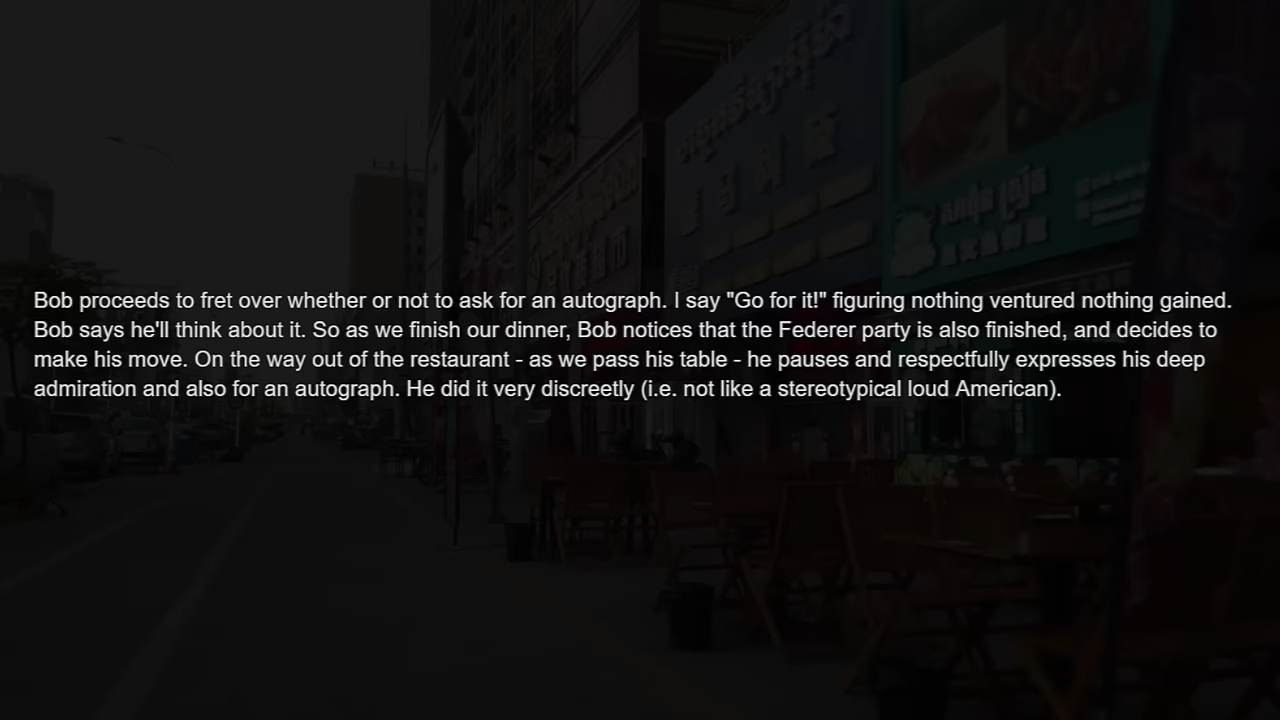 Bob proceeds to fret over whether or not to ask for an autograph. I say "Go for it!" figuring nothing ventured nothing gained.
Bob says he'll think about it. So as we finish our dinner, Bob notices that the Federer party is also finished, and decides to
make his move. On the way out of the restaurant - as we pass his table - he pauses and respectfully expresses his deep
admiration and also for an autograph. He did it very discreetly (i.e. not like a stereotypical loud American).